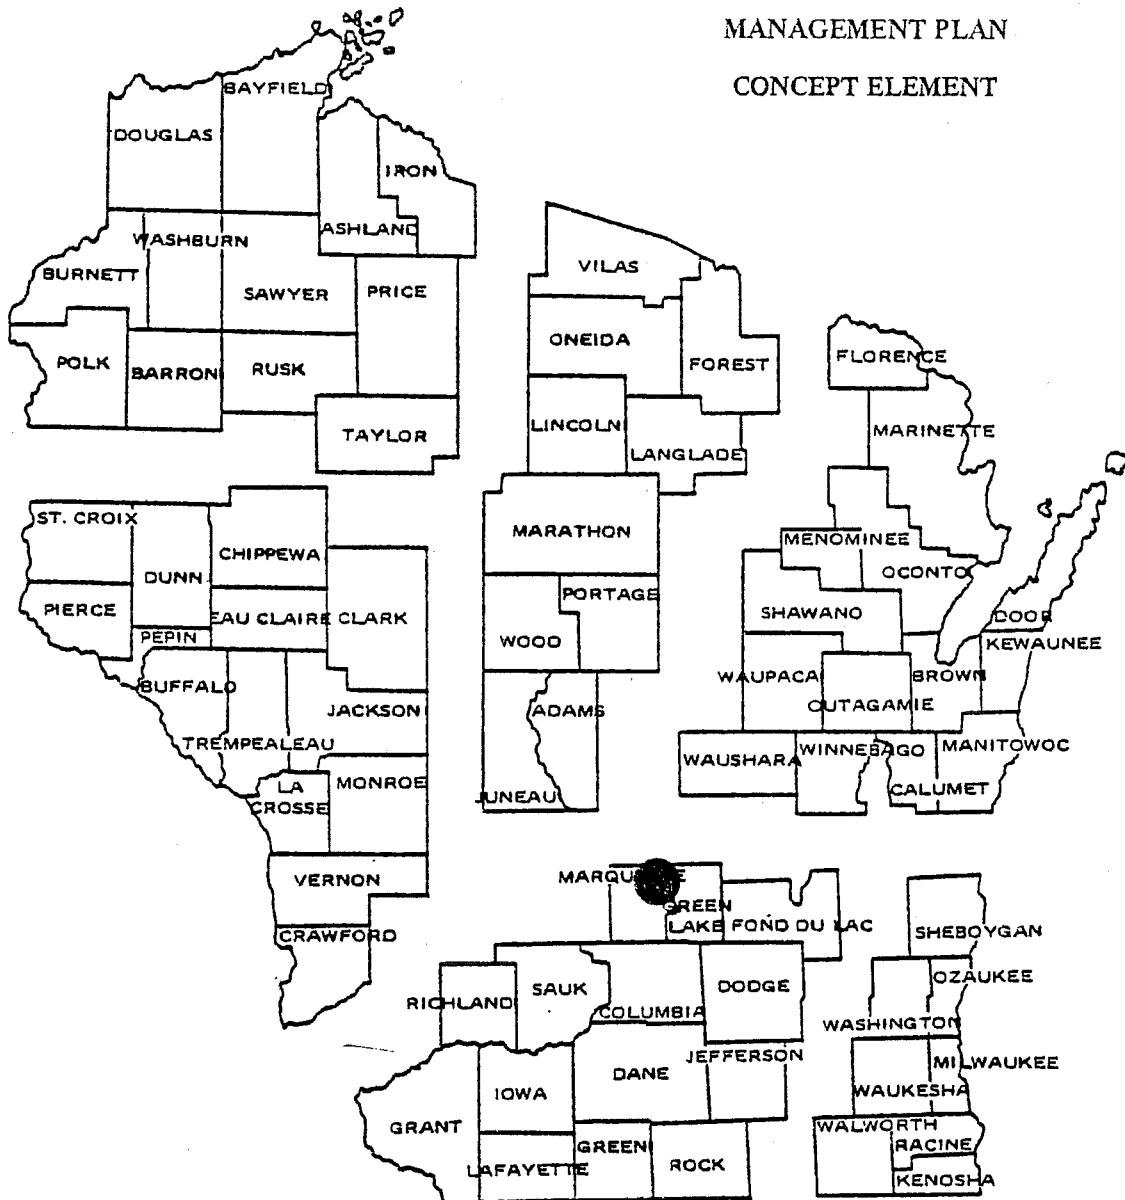 MANAGEMENT PLAN
CONCEPT ELEMENT
BAYFIELD
DOUGLAS
IRON
ASHLAND
WASHBURN
BURNETT
SAWYER
PRICE
POLK
BARRON
RUSK
TAYLOR
VILAS
ONEIDA
FOREST
LINCOLN
LANGLADE
FLORENCE
MARINETTE
ST. CROIX
CHIPPEWA
DUNN
PIERCE
EAU CLAIRE
CLARK
PEPIN
BUFFALO
JACKSON
TREMPEALEAU
LA
CROSSE
MONROE
VERNON
CRAWFORD
MARATHON
PORTAGE
WOOD
ADAMS
JUNEAU
MENOMINEE
OCONTO
SHAWANO
DOOR
KEWAUNEE
WAUPACA
BROWN
OUTAGAMIE
WAUSHARA
WINNEBAGO
MANITOWOC
CALUMET
GREEN
LAKE
FOND DU LAC
SHEBOYGAN
RICHLAND
SAUK
COLUMBIA
DODGE
OZAUKEE
WASHINGTON
JEFFERSON
DANE
IOWA
MILWAUKEE
WAUKESHA
GRANT
LAFAYETTE
GREEN
ROCK
WALWORTH
RACINE
KENOSHA